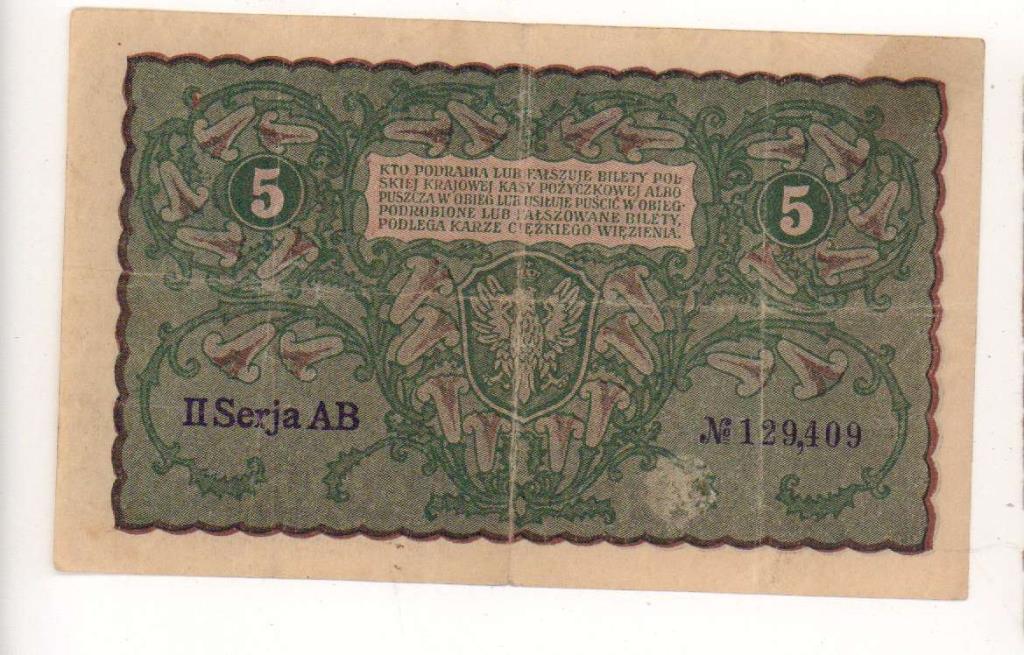 KTO PODRABIA LUB FAŁSZUJE BILETY POL-
SKIEJ KRAJOWEJ KASY POŻYCZKOWEJ ALBO
PUSZCZA W OBIEG LUB USIŁUJE PUŚCIĆ W OBIEG
PODROBIONE LUB FAŁSZOWANE BILETY,
PODLEGA KARZE CIĘŻKIEGO WIĘZIENIA.
5
5
II Serja AB
№ 129,409